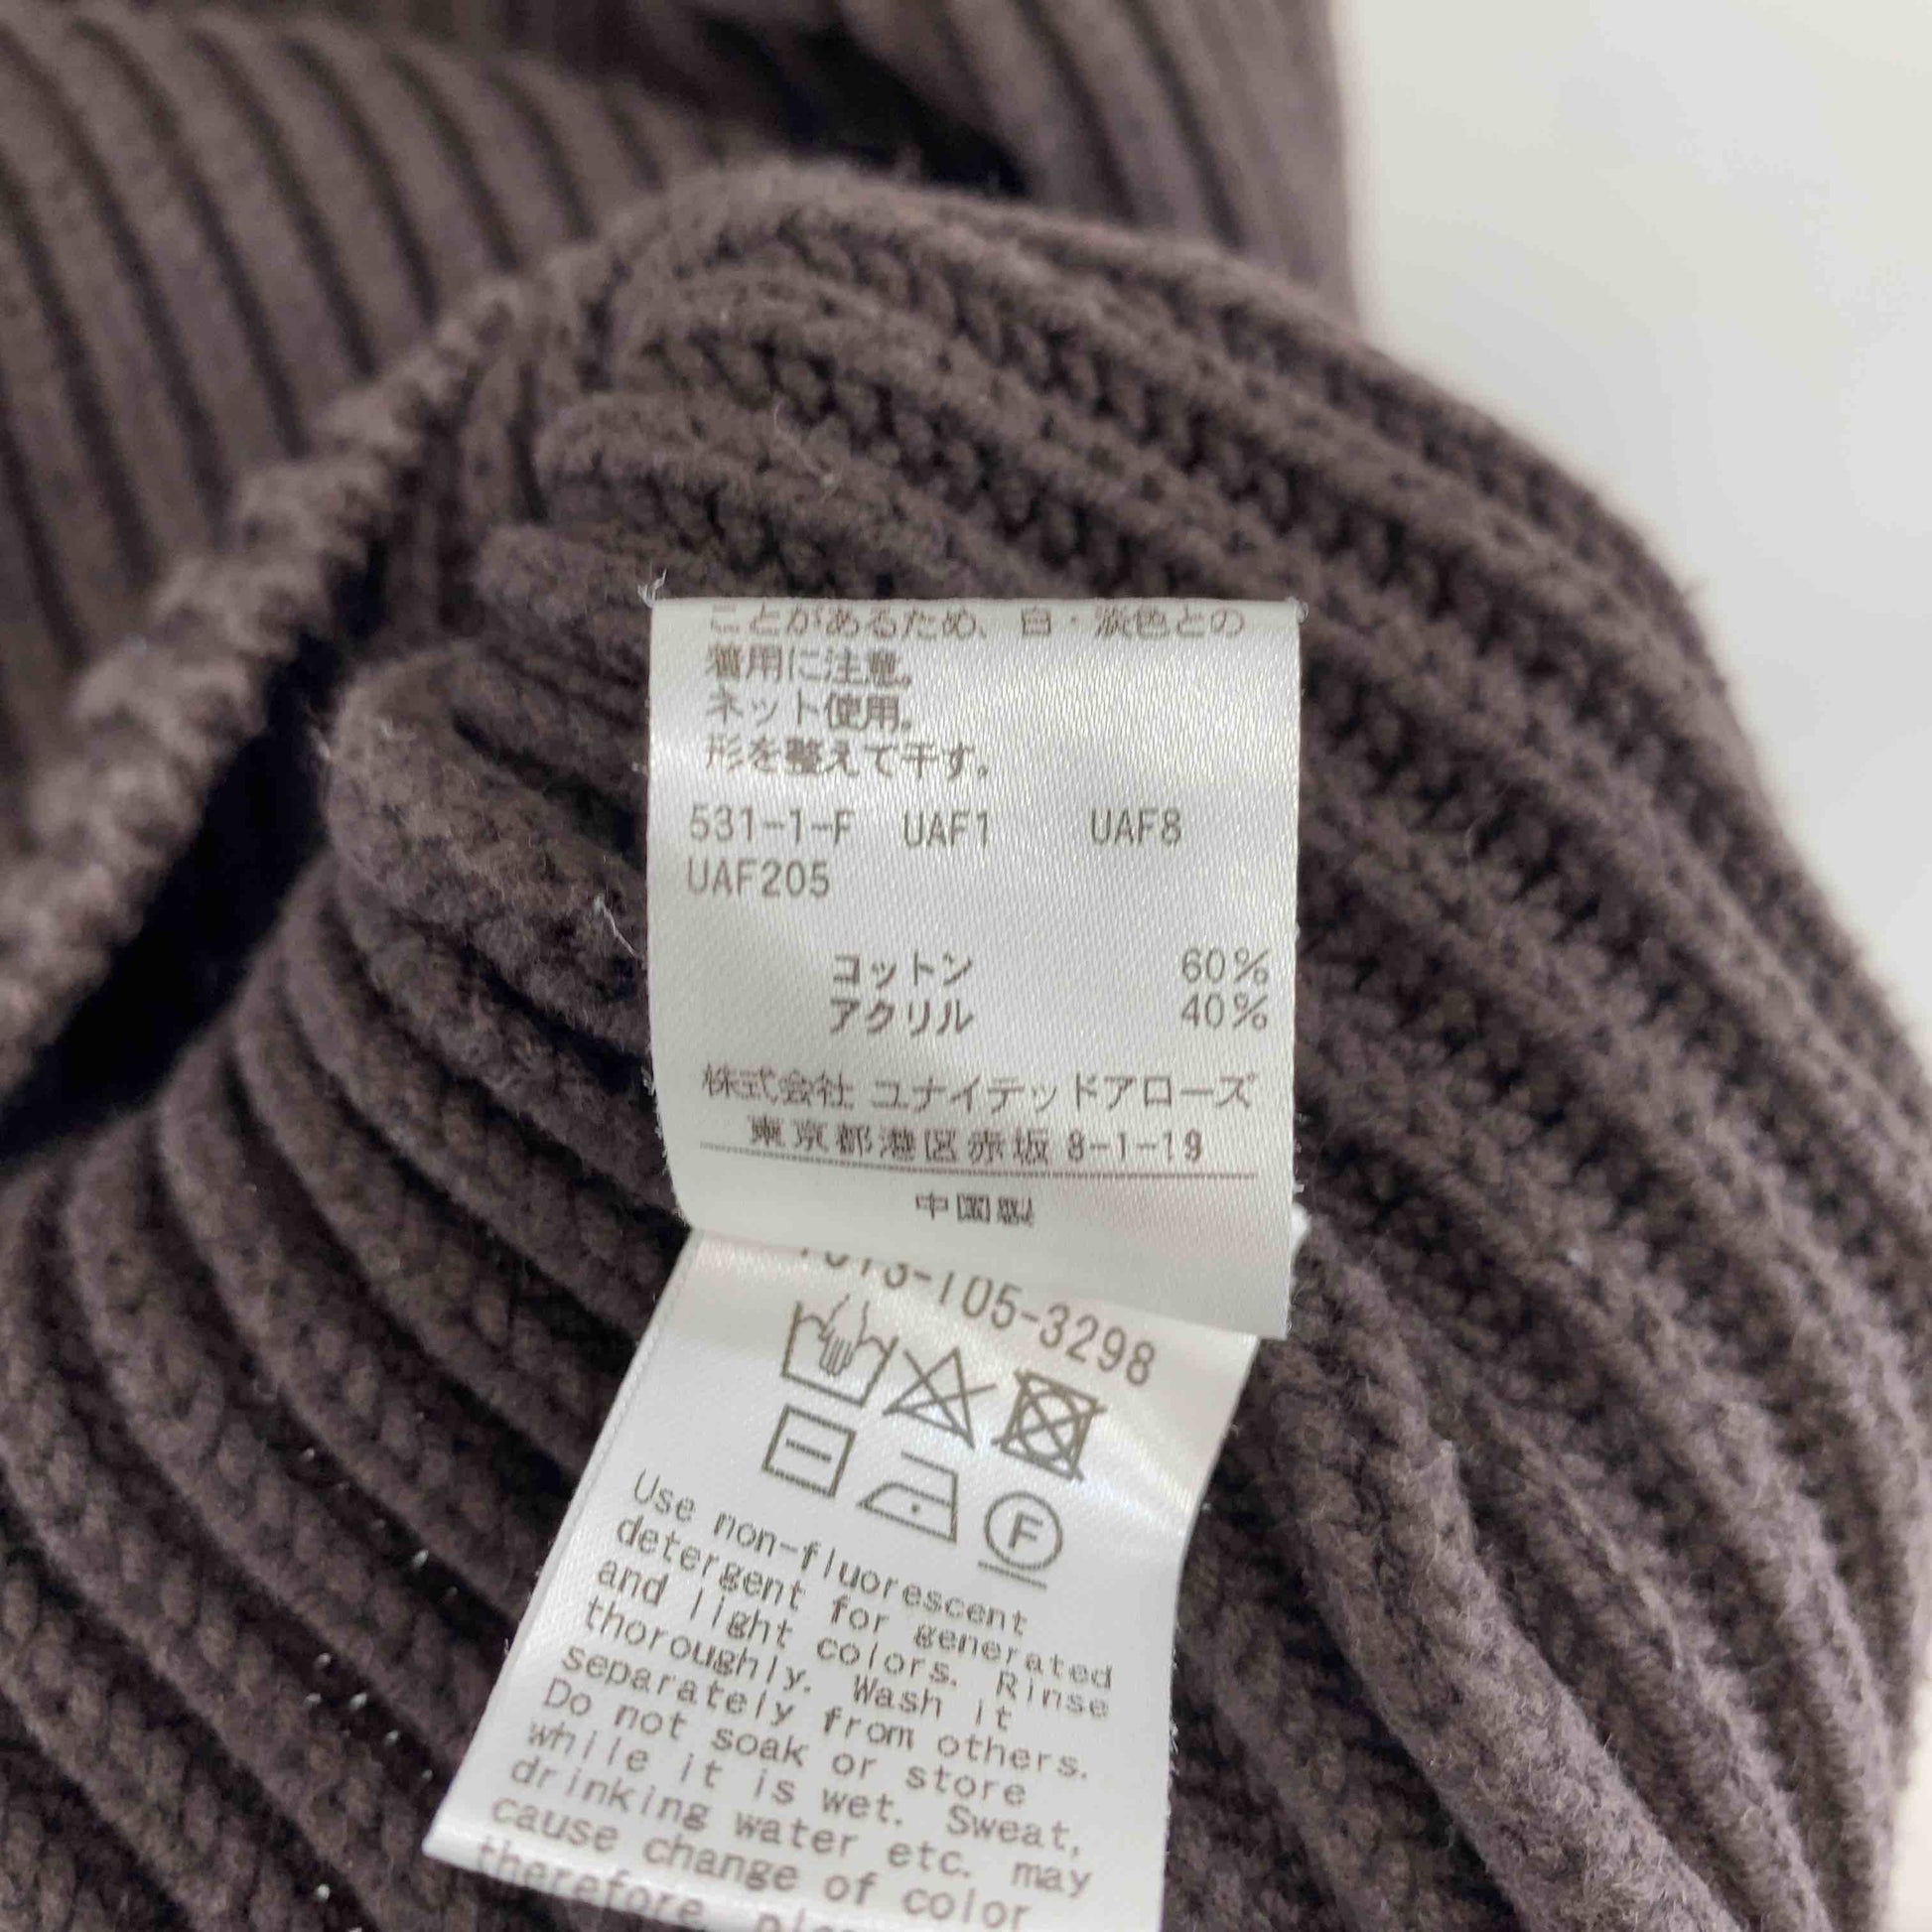 ことがあるため、白・淡色との
着用に注意。
ネット使用。
形を整えて干す。
531-1-F UAF1 UAF8
UAF205
コットン 60%
アクリル 40%
株式会社 ユナイテッドアローズ
東京都港区赤坂 8-1-19
中国製
-105-3298
F
Use non-fluorescent
detergent for generated
and light colors. Rinse
thoroughly. Wash it
separately from others.
Do not soak or store
while it is wet. Sweat,
drinking water etc. may
cause change of color
therefore